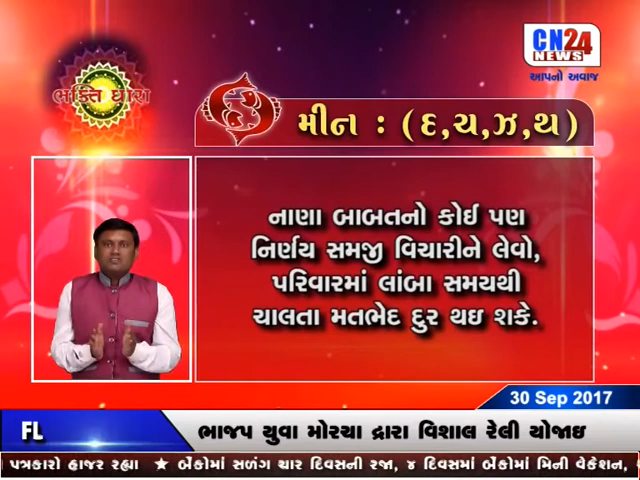 CN24
NEWS
આપનો અવાજ
ભક્તિ ધારા
મીન : (દ,ચ,ઝ,થ)
નાણા બાબતનો કોઈ પણ
નિર્ણય સમજી વિચારીને લેવો,
પરિવારમાં લાંબા સમયથી
ચાલતા મતભેદ દુર થઇ શકે.
30 Sep 2017
FL
ભાજપ યુવા મોરચા દ્રારા વિશાલ રેલી યોજાઇ
પત્રકારો હાજર રહ્યા ★ બેંકોમાં સળંગ ચાર દિવસની રજા, ૪ દિવસમાં બેંકોમાં મિની વેકેશન,